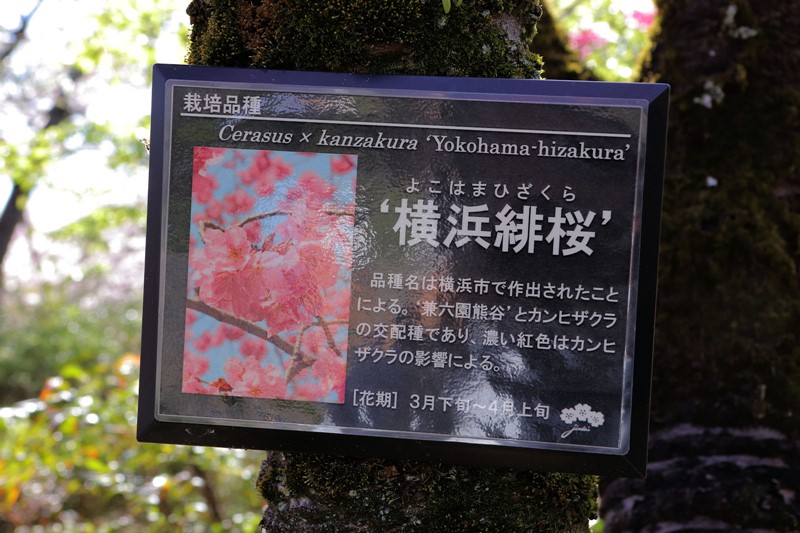 栽培品種
Cerasus × kanzakura ‘Yokohama-hizakura’
よこはまひざくら
‘横浜緋桜’
品種名は横浜市で作出されたこと
による。‘兼六園熊谷’とカンヒザクラ
の交配種であり、濃い紅色はカンヒ
ザクラの影響による。
[花期] 3月下旬～4月上旬